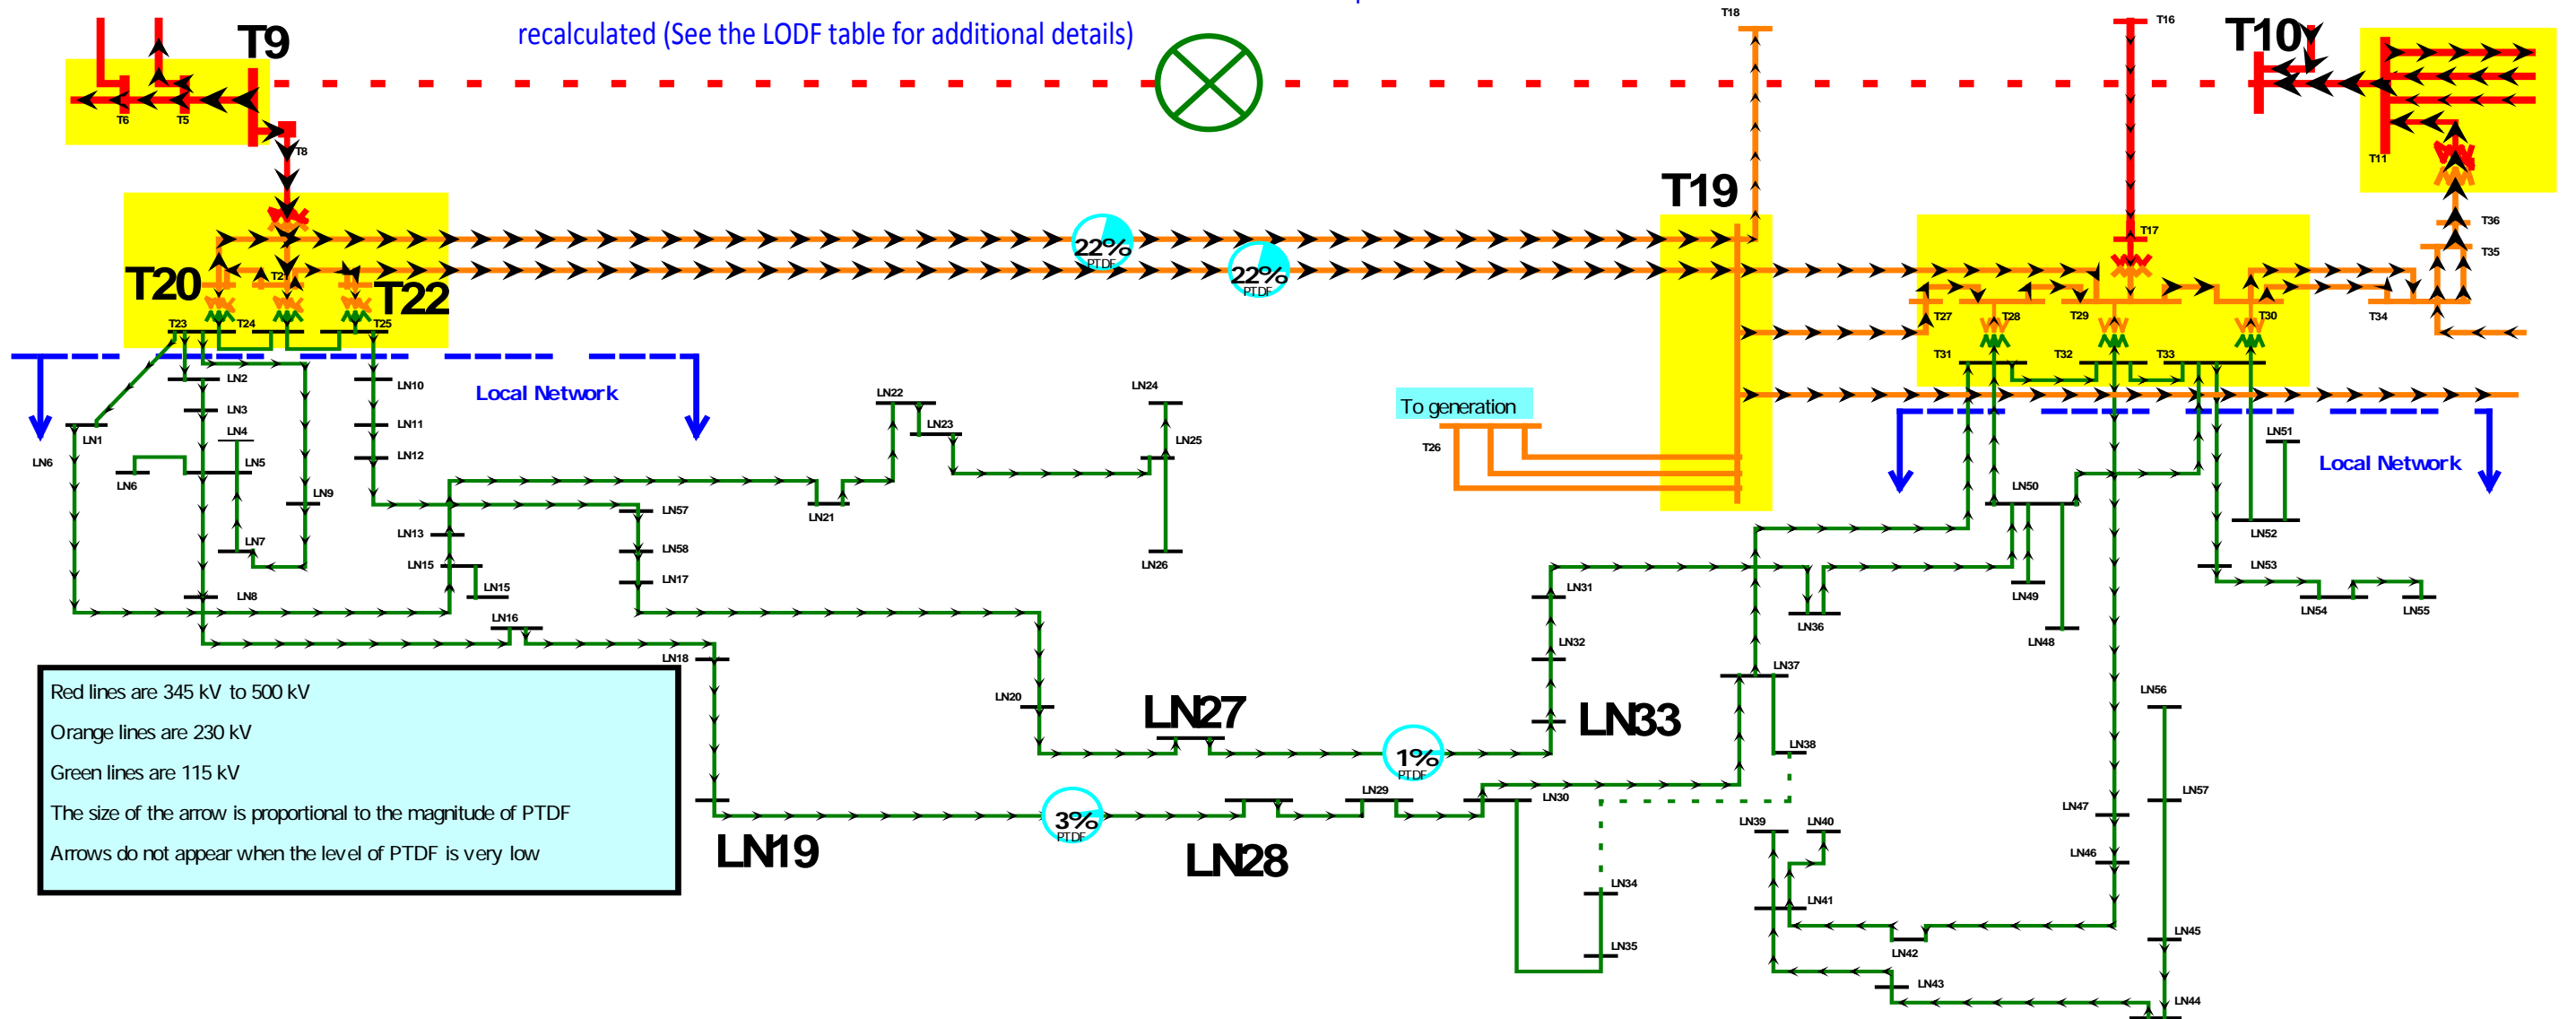 recalculated (See the LODF table for additional details)
T9
T18
T16
T10
T6
T5
T8
T11
T19
T17
T36
T35
22%
PTDF
22%
PTDF
T20
T22
T23
T24
T25
T27
T28
T29
T30
T34
T31
T32
T33
Local Network
LN2
LN10
LN3
LN11
LN1
LN4
LN12
LN6
LN5
LN6
LN9
LN7
LN8
LN13
LN15
LN15
LN16
LN57
LN58
LN17
LN18
LN22
LN23
LN24
LN25
LN21
LN26
To generation
T26
Local Network
LN51
LN50
LN52
LN53
LN49
LN54
LN55
LN48
LN31
LN36
LN32
LN37
LN20
LN27
LN33
LN38
1%
PTDF
LN56
LN29
LN30
LN57
LN47
3%
PTDF
LN39
LN40
LN19
LN28
LN46
LN34
LN41
LN35
LN42
LN45
LN43
LN44
Red lines are 345 kV to 500 kV
Orange lines are 230 kV
Green lines are 115 kV
The size of the arrow is proportional to the magnitude of PTDF
Arrows do not appear when the level of PTDF is very low